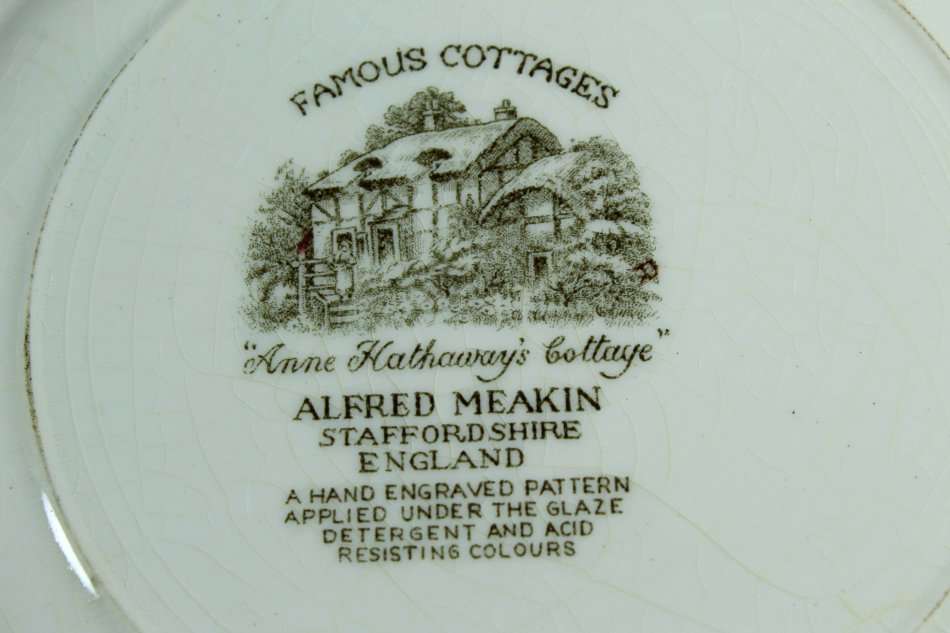 FAMOUS COTTAGES
"Anne Hathaway's Cottage"
ALFRED MEAKIN
STAFFORDSHIRE
ENGLAND
A HAND ENGRAVED PATTERN
APPLIED UNDER THE GLAZE
DETERGENT AND ACID
RESISTING COLOURS